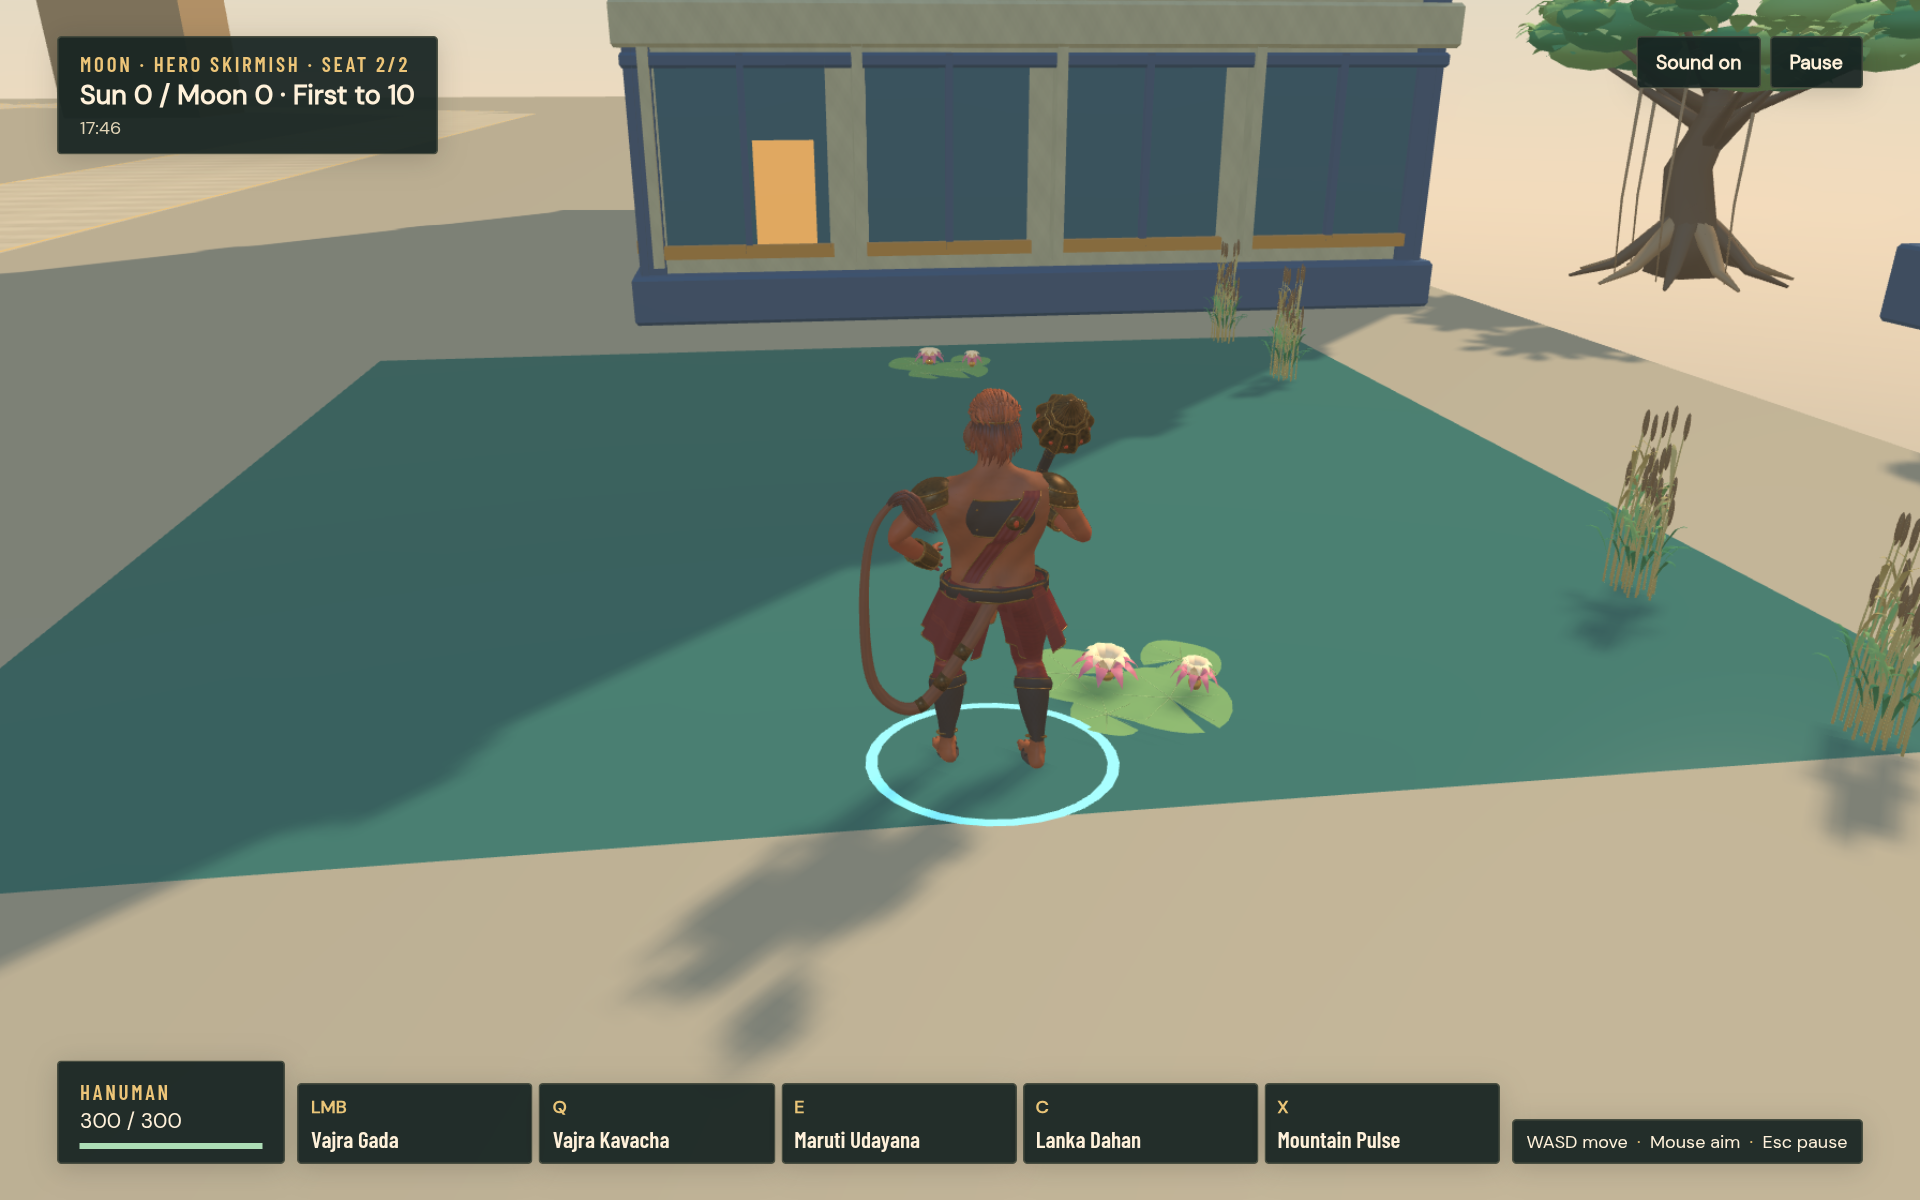 MOON · HERO SKIRMISH · SEAT 2/2
Sun 0 / Moon 0 · First to 10
17:46
Sound on
Pause
HANUMAN
300 / 300
LMB
Vajra Gada
Q
Vajra Kavacha
E
Maruti Udayana
C
Lanka Dahan
X
Mountain Pulse
WASD move · Mouse aim · Esc pause